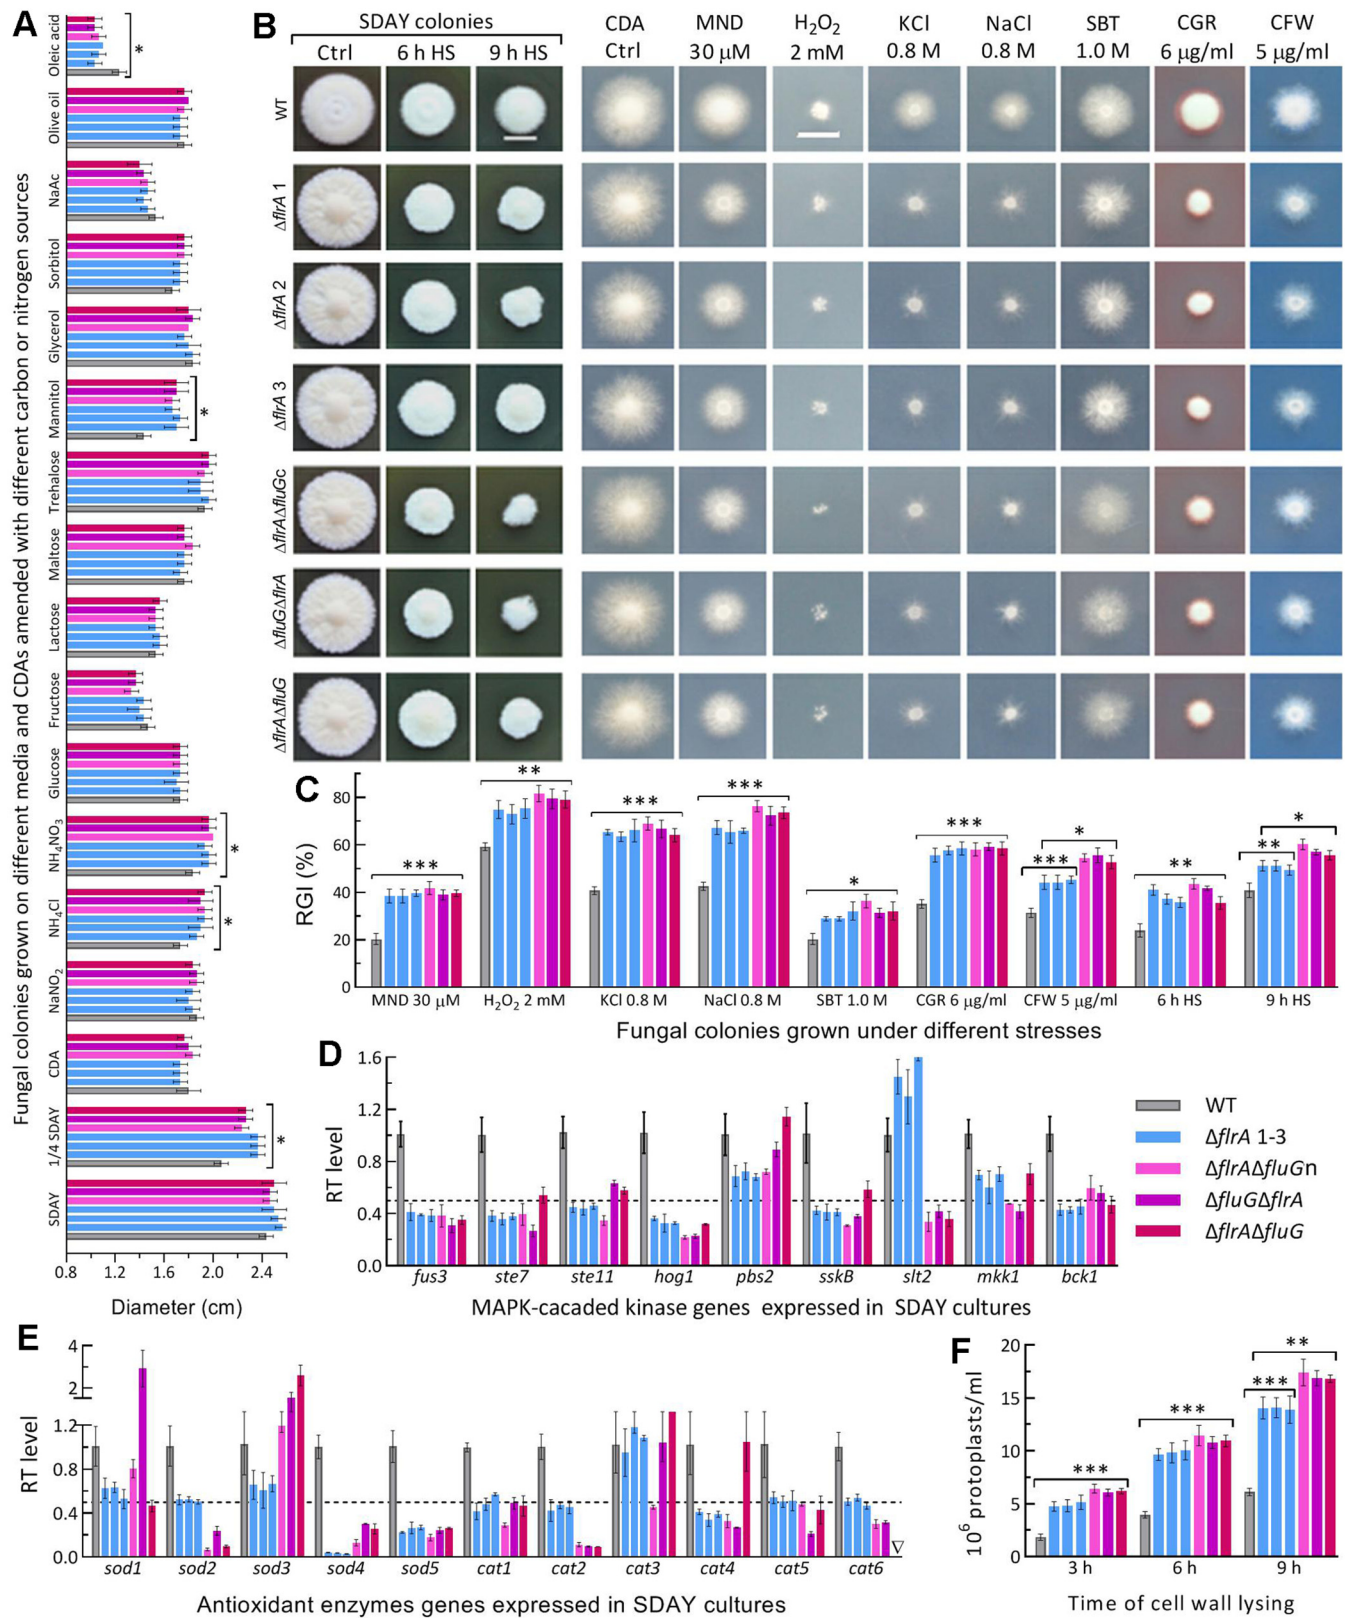 A
Fungal colonies grown on different media and CDAs amended with different carbon or nitrogen sources
Oleic acid
*
Olive oil
NaAc
Sorbitol
Glycerol
Mannitol
*
Trehalose
Maltose
Lactose
Fructose
Glucose
NH4NO3
*
NH4Cl
*
NaNO2
CDA
1/4 SDAY
*
SDAY
0.8 1.2 1.6 2.0 2.4
Diameter (cm)
B
SDAY colonies
Ctrl 6 h HS 9 h HS
CDA MND H2O2 KCl NaCl SBT CGR CFW
Ctrl 30 μM 2 mM 0.8 M 0.8 M 1.0 M 6 μg/ml 5 μg/ml
WT
ΔflrA 1
ΔflrA 2
ΔflrA 3
ΔflrAΔfluGc
ΔfluGΔflrA
ΔflrAΔfluG
C
RGI (%)
80
60
40
20
0
*** ** *** *** * *** *** * ** ** *
MND 30 μM H2O2 2 mM KCl 0.8 M NaCl 0.8 M SBT 1.0 M CGR 6 μg/ml CFW 5 μg/ml 6 h HS 9 h HS
Fungal colonies grown under different stresses
D
RT level
1.6
1.2
0.8
0.4
0.0
fus3 ste7 ste11 hog1 pbs2 sskB slt2 mkk1 bck1
MAPK-cacaded kinase genes expressed in SDAY cultures
WT
ΔflrA 1-3
ΔflrAΔfluGn
ΔfluGΔflrA
ΔflrAΔfluG
E
RT level
4
2
1.2
0.8
0.4
0.0
sod1 sod2 sod3 sod4 sod5 cat1 cat2 cat3 cat4 cat5 cat6
Antioxidant enzymes genes expressed in SDAY cultures
F
10^6 protoplasts/ml
20
15
10
5
0
*** *** *** **
3 h 6 h 9 h
Time of cell wall lysing